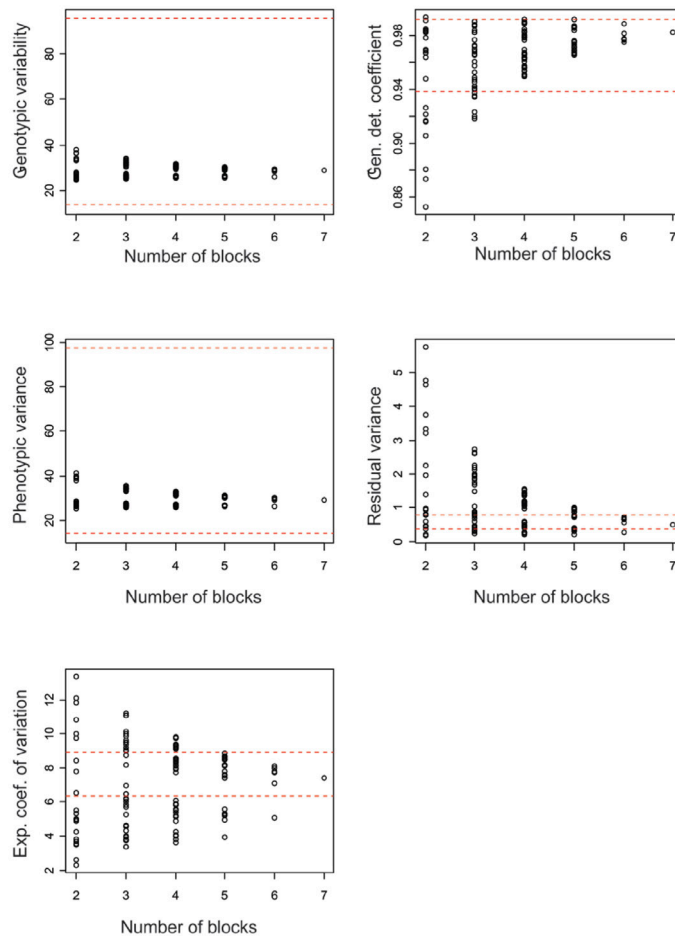 Genotypic variability
80
60
40
20
2 3 4 5 6 7
Number of blocks
Gen. det. coefficient
0.98
0.94
0.90
0.86
2 3 4 5 6 7
Number of blocks
Phenotypic variance
100
80
60
40
20
2 3 4 5 6 7
Number of blocks
Residual variance
5
4
3
2
1
0
2 3 4 5 6 7
Number of blocks
Exp. coef. of variation
12
10
8
6
4
2
2 3 4 5 6 7
Number of blocks